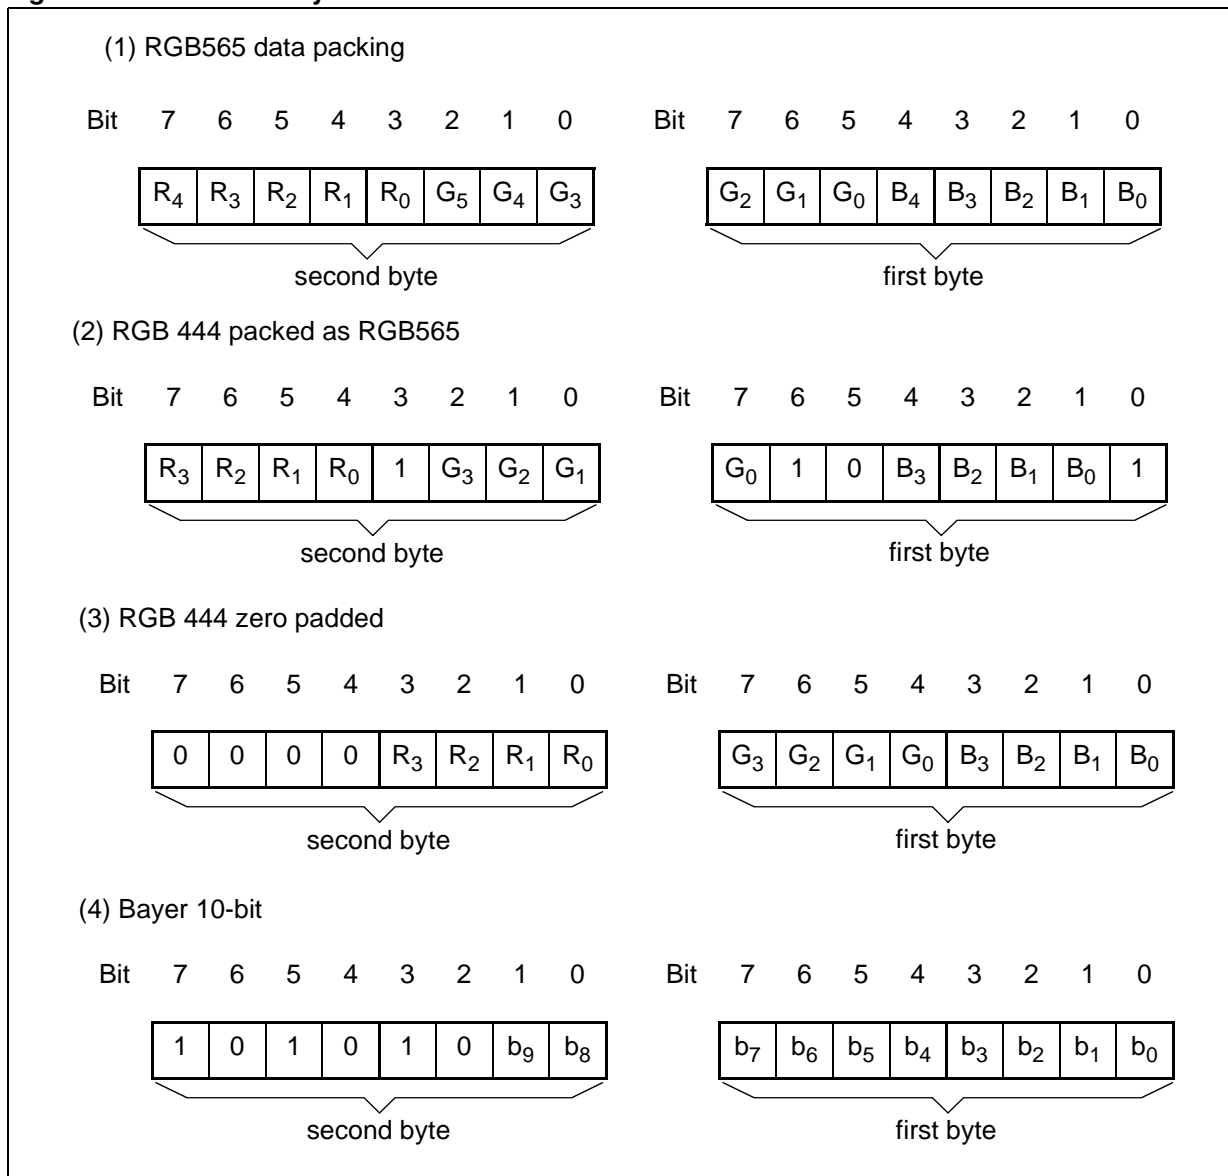 (1) RGB565 data packing
Bit 7 6 5 4 3 2 1 0 Bit 7 6 5 4 3 2 1 0
R4 R3 R2 R1 R0 G5 G4 G3 G2 G1 G0 B4 B3 B2 B1 B0
second byte first byte
(2) RGB 444 packed as RGB565
Bit 7 6 5 4 3 2 1 0 Bit 7 6 5 4 3 2 1 0
R3 R2 R1 R0 1 G3 G2 G1 G0 1 0 B3 B2 B1 B0 1
second byte first byte
(3) RGB 444 zero padded
Bit 7 6 5 4 3 2 1 0 Bit 7 6 5 4 3 2 1 0
0 0 0 0 R3 R2 R1 R0 G3 G2 G1 G0 B3 B2 B1 B0
second byte first byte
(4) Bayer 10-bit
Bit 7 6 5 4 3 2 1 0 Bit 7 6 5 4 3 2 1 0
1 0 1 0 1 0 b9 b8 b7 b6 b5 b4 b3 b2 b1 b0
second byte first byte